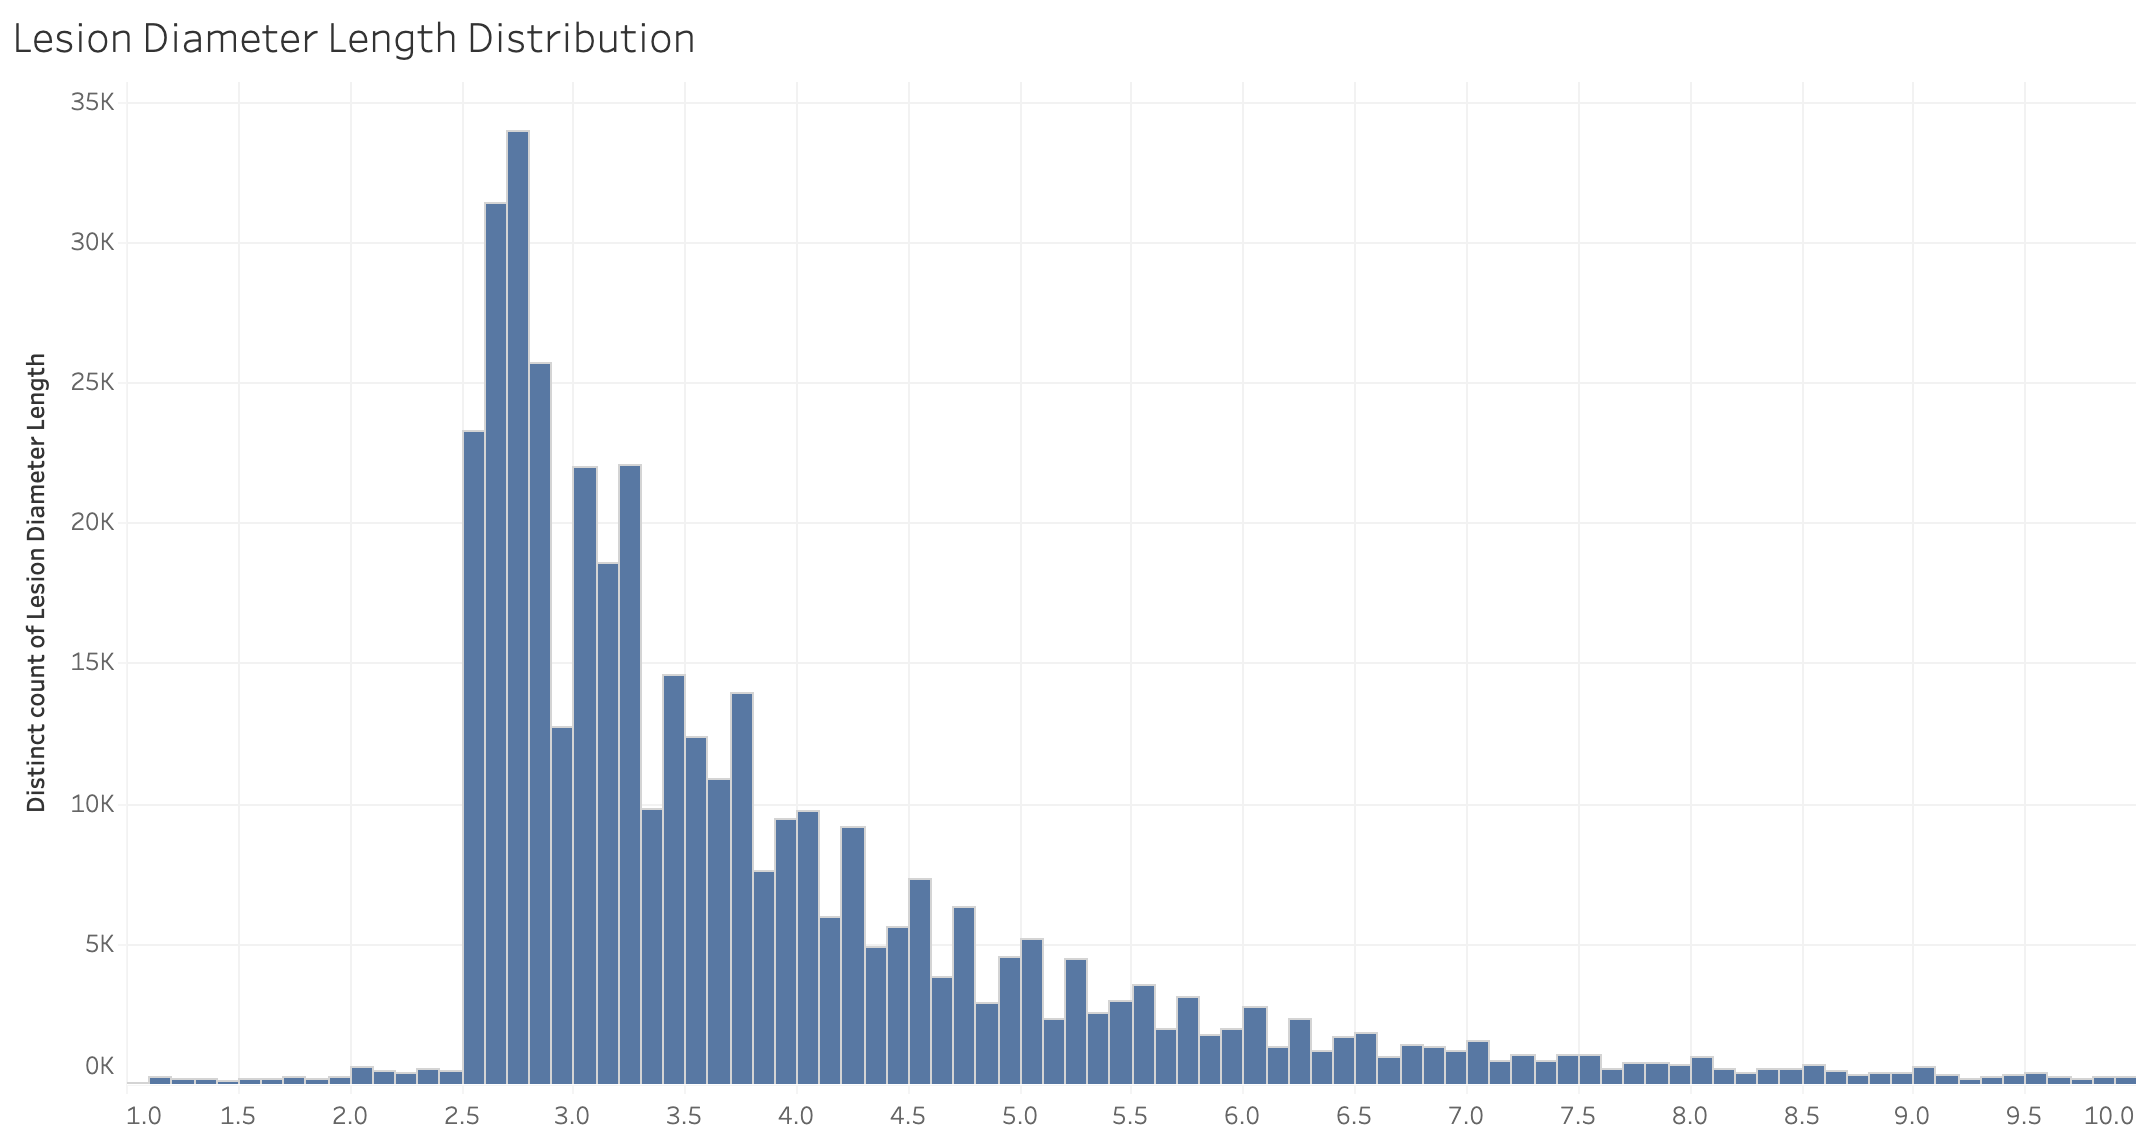 Lesion Diameter Length Distribution
Distinct count of Lesion Diameter Length
35K
30K
25K
20K
15K
10K
5K
0K
1.0 1.5 2.0 2.5 3.0 3.5 4.0 4.5 5.0 5.5 6.0 6.5 7.0 7.5 8.0 8.5 9.0 9.5 10.0